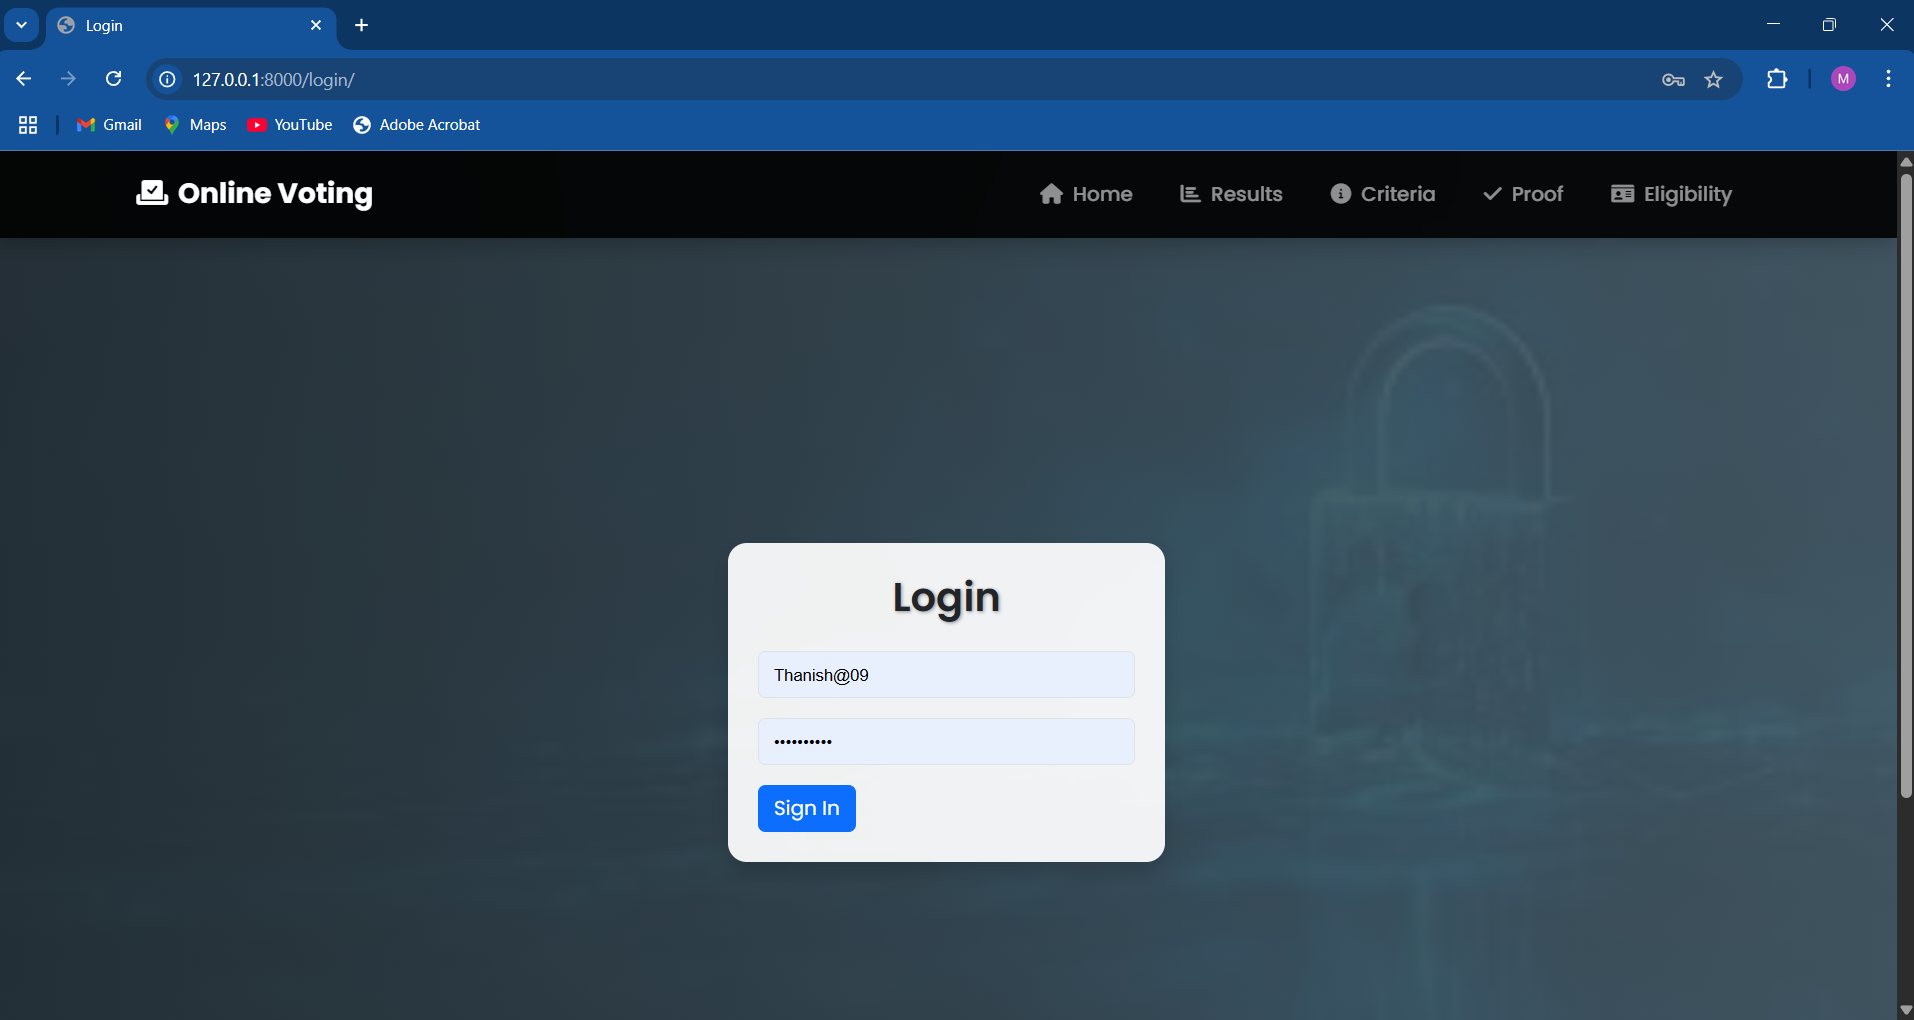 Login
127.0.0.1:8000/login/
M
Gmail Maps YouTube Adobe Acrobat
Online Voting Home Results Criteria Proof Eligibility
Login
Thanish@09
••••••••••
Sign In